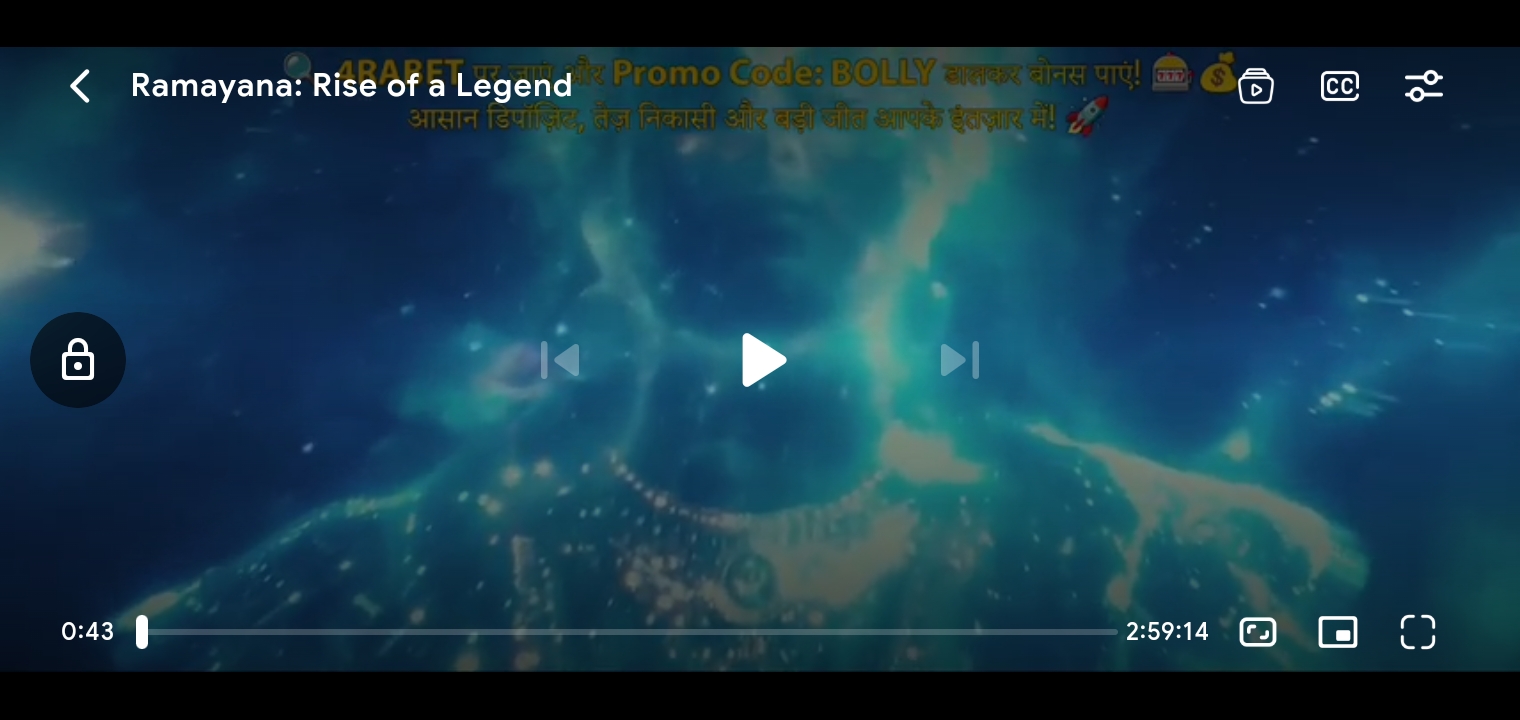 Ramayana: Rise of a Legend
4RABET पर जाएं और Promo Code: BOLLY डालकर बोनस पाएं!
आसान डिपॉज़िट, तेज़ निकासी और बड़ी जीत आपके इंतज़ार में!
CC
0:43
2:59:14